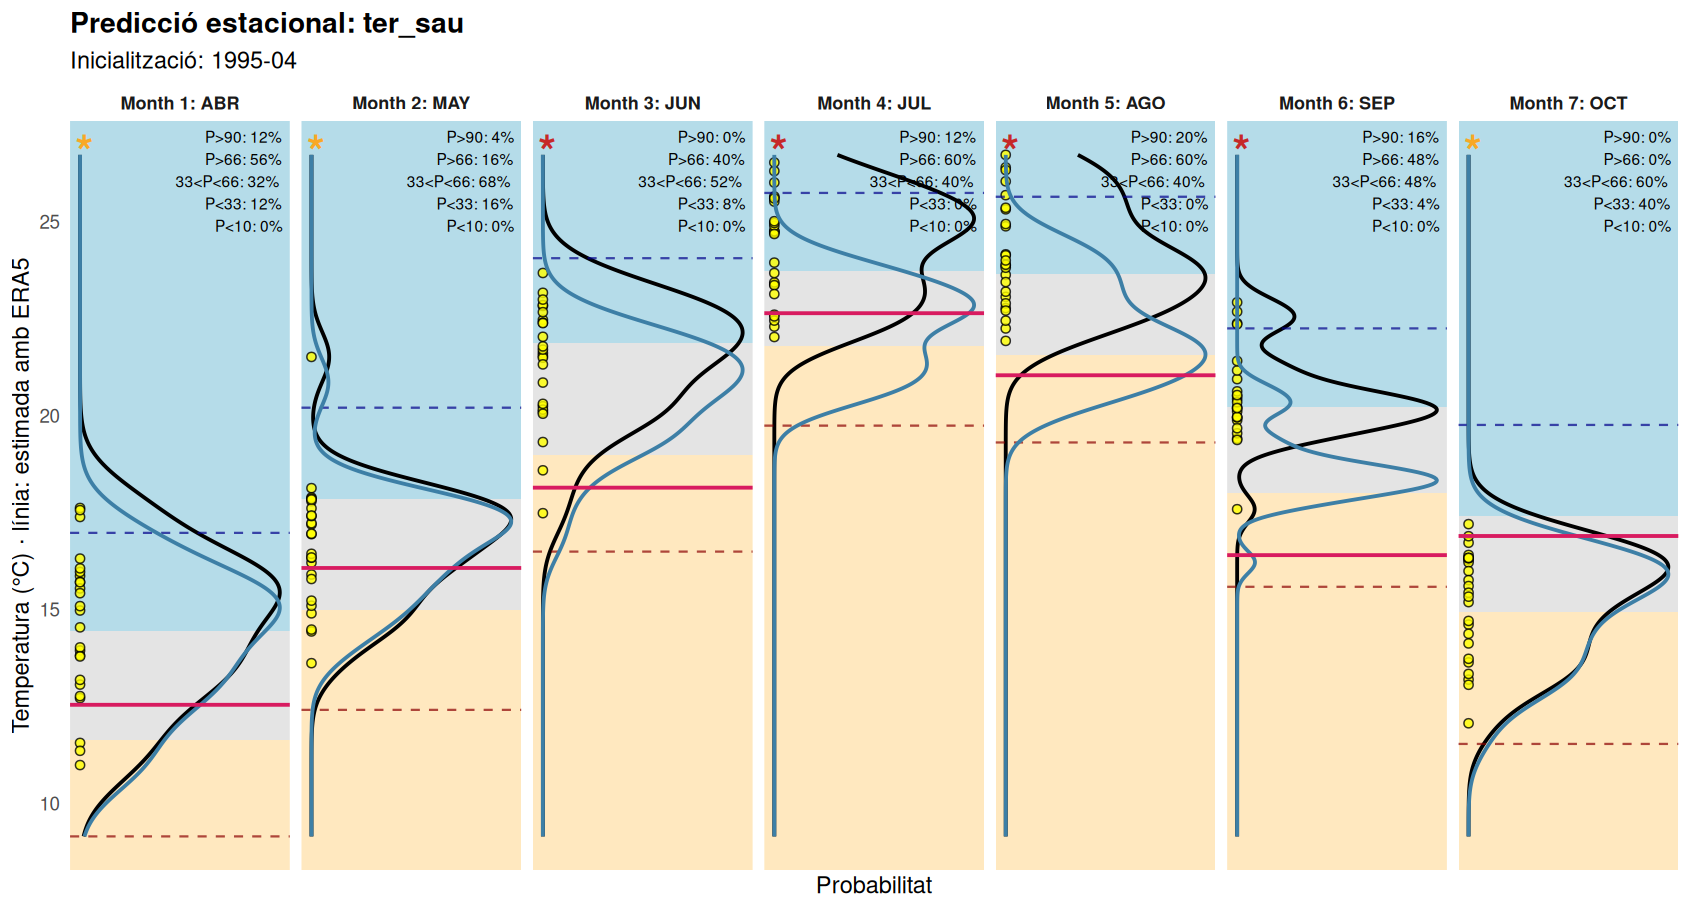 Predicció estacional: ter_sau
Inicialització: 1995-04
Month 1: ABR
Month 2: MAY
Month 3: JUN
Month 4: JUL
Month 5: AGO
Month 6: SEP
Month 7: OCT
P>90: 12%
P>66: 56%
33<P<66: 32%
P<33: 12%
P<10: 0%
P>90: 4%
P>66: 16%
33<P<66: 68%
P<33: 16%
P<10: 0%
P>90: 0%
P>66: 40%
33<P<66: 52%
P<33: 8%
P<10: 0%
P>90: 12%
P>66: 60%
33<P<66: 40%
P<33: 0%
P<10: 0%
P>90: 20%
P>66: 60%
33<P<66: 40%
P<33: 0%
P<10: 0%
P>90: 16%
P>66: 48%
33<P<66: 48%
P<33: 4%
P<10: 0%
P>90: 0%
P>66: 0%
33<P<66: 60%
P<33: 40%
P<10: 0%
Temperatura (°C) · línia: estimada amb ERA5
25
20
15
10
Probabilitat